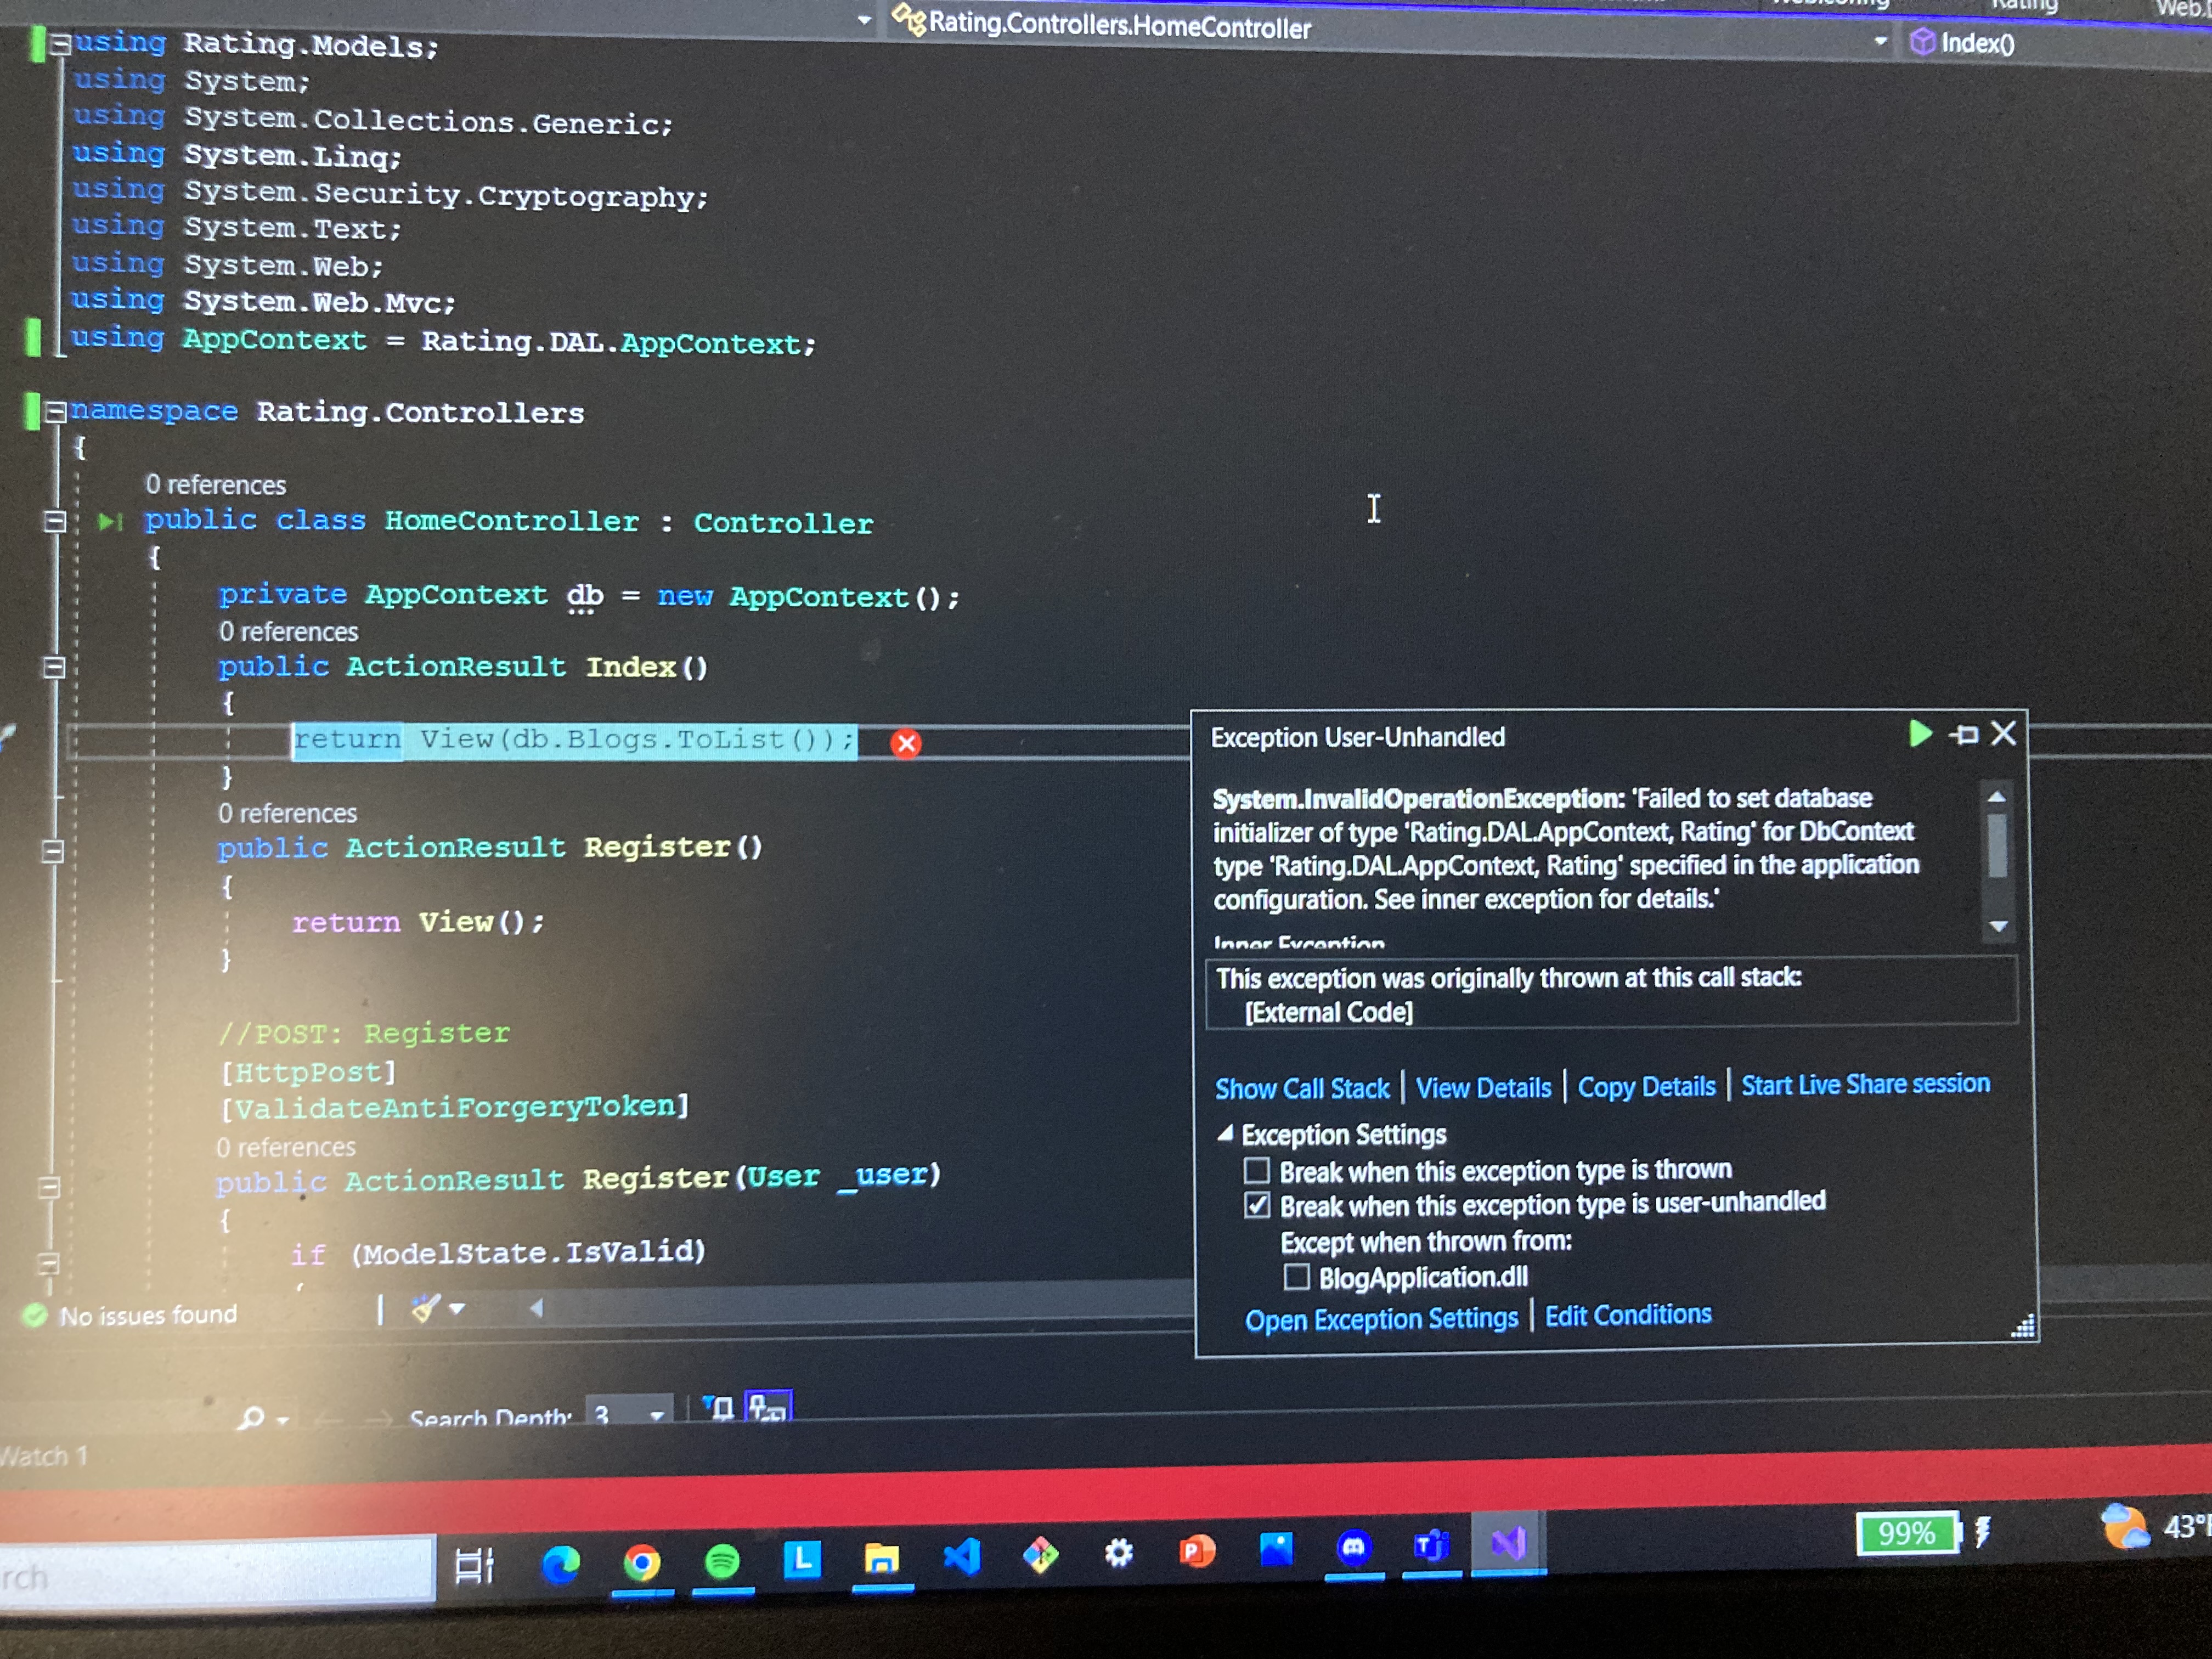 Rating.Controllers.HomeController
Index()
using Rating.Models;
using System;
using System.Collections.Generic;
using System.Linq;
using System.Security.Cryptography;
using System.Text;
using System.Web;
using System.Web.Mvc;
using AppContext = Rating.DAL.AppContext;
namespace Rating.Controllers
{
0 references
public class HomeController : Controller
{
private AppContext db = new AppContext();
0 references
public ActionResult Index()
{
return View(db.Blogs.ToList());
}
0 references
public ActionResult Register()
{
return View();
}
//POST: Register
[HttpPost]
[ValidateAntiForgeryToken]
0 references
public ActionResult Register(User _user)
{
if (ModelState.IsValid)
{
No issues found
Exception User-Unhandled
System.InvalidOperationException: 'Failed to set database
initializer of type 'Rating.DAL.AppContext, Rating' for DbContext
type 'Rating.DAL.AppContext, Rating' specified in the application
configuration. See inner exception for details.'
Inner Exception
This exception was originally thrown at this call stack:
[External Code]
Show Call Stack | View Details | Copy Details | Start Live Share session
Exception Settings
Break when this exception type is thrown
Break when this exception type is user-unhandled
Except when thrown from:
BlogApplication.dll
Open Exception Settings | Edit Conditions
Search Depth: 3
Watch 1
rch
99%
43°F